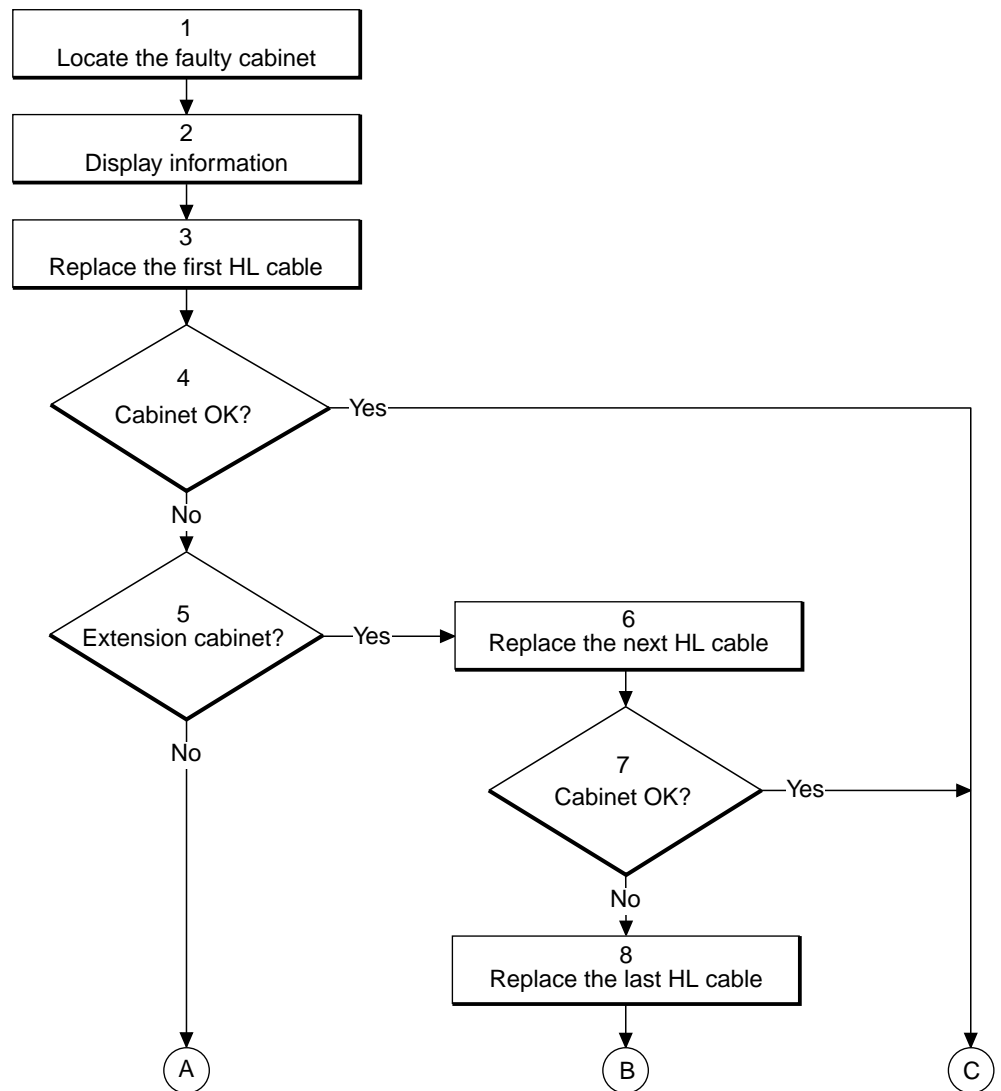 1
Locate the faulty cabinet
2
Display information
3
Replace the first HL cable
4
Cabinet OK?
Yes
No
5
Extension cabinet?
Yes
6
Replace the next HL cable
No
7
Cabinet OK?
Yes
No
8
Replace the last HL cable
A
B
C